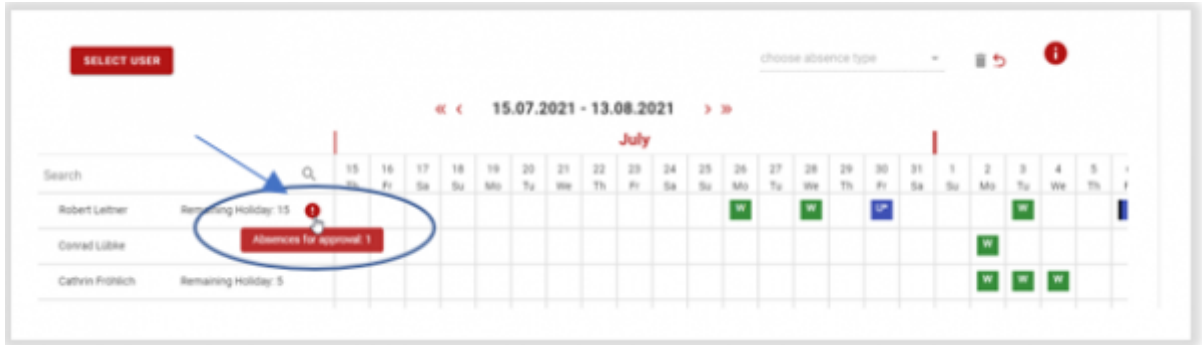 SELECT USER
choose absence type
15.07.2021 - 13.08.2021
July
Search 15 16 17 18 19 20 21 22 23 24 25 26 27 28 29 30 31 1 2 3 4 5
Th Fr Sa Su Mo Tu We Th Fr Sa Su Mo Tu We Th Fr Sa Su Mo Tu We Th
Robert Leitner Remaining Holiday: 15 W W U* W
Absences for approval: 1
Conrad Lübke W
Cathrin Fröhlich Remaining Holiday: 5 W W W